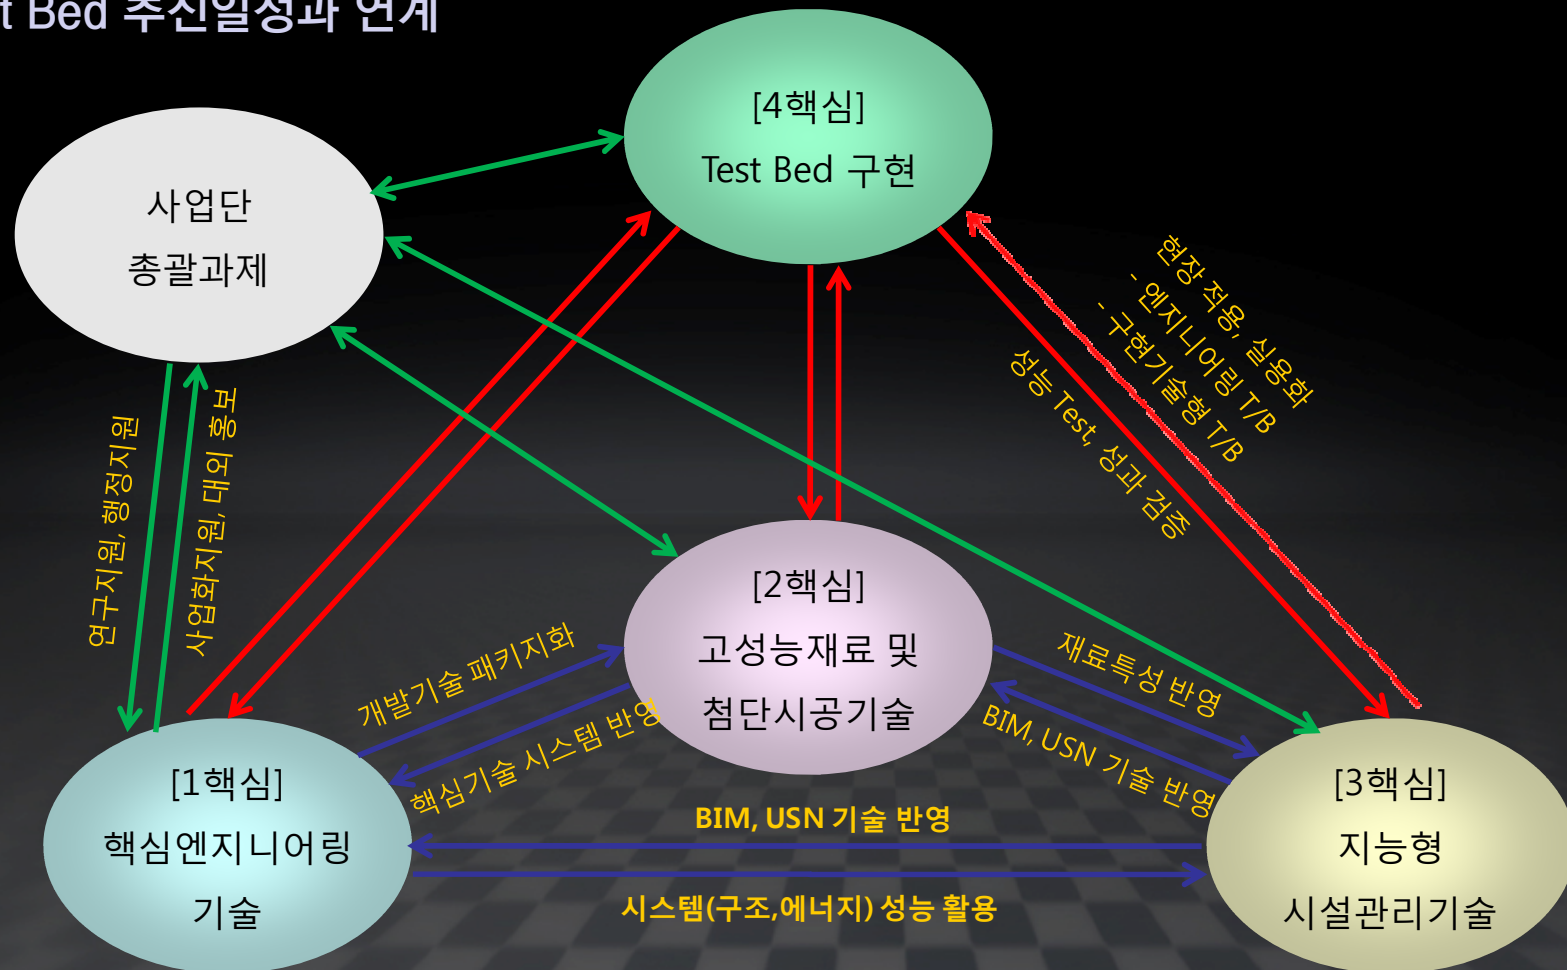 t Bed 추진일정과 연계
[4핵심]
Test Bed 구현
사업단
총괄과제
현장 적용, 실용화
- 엔지니어링 T/B
- 구현기술형 T/B
성능 Test, 성과 검증
연구지원, 행정지원
사업화지원, 대외 홍보
[2핵심]
고성능재료 및
첨단시공기술
개발기술 패키지화
핵심기술 시스템 반영
재료특성 반영
BIM, USN 기술 반영
[1핵심]
핵심엔지니어링
기술
BIM, USN 기술 반영
시스템(구조,에너지) 성능 활용
[3핵심]
지능형
시설관리기술